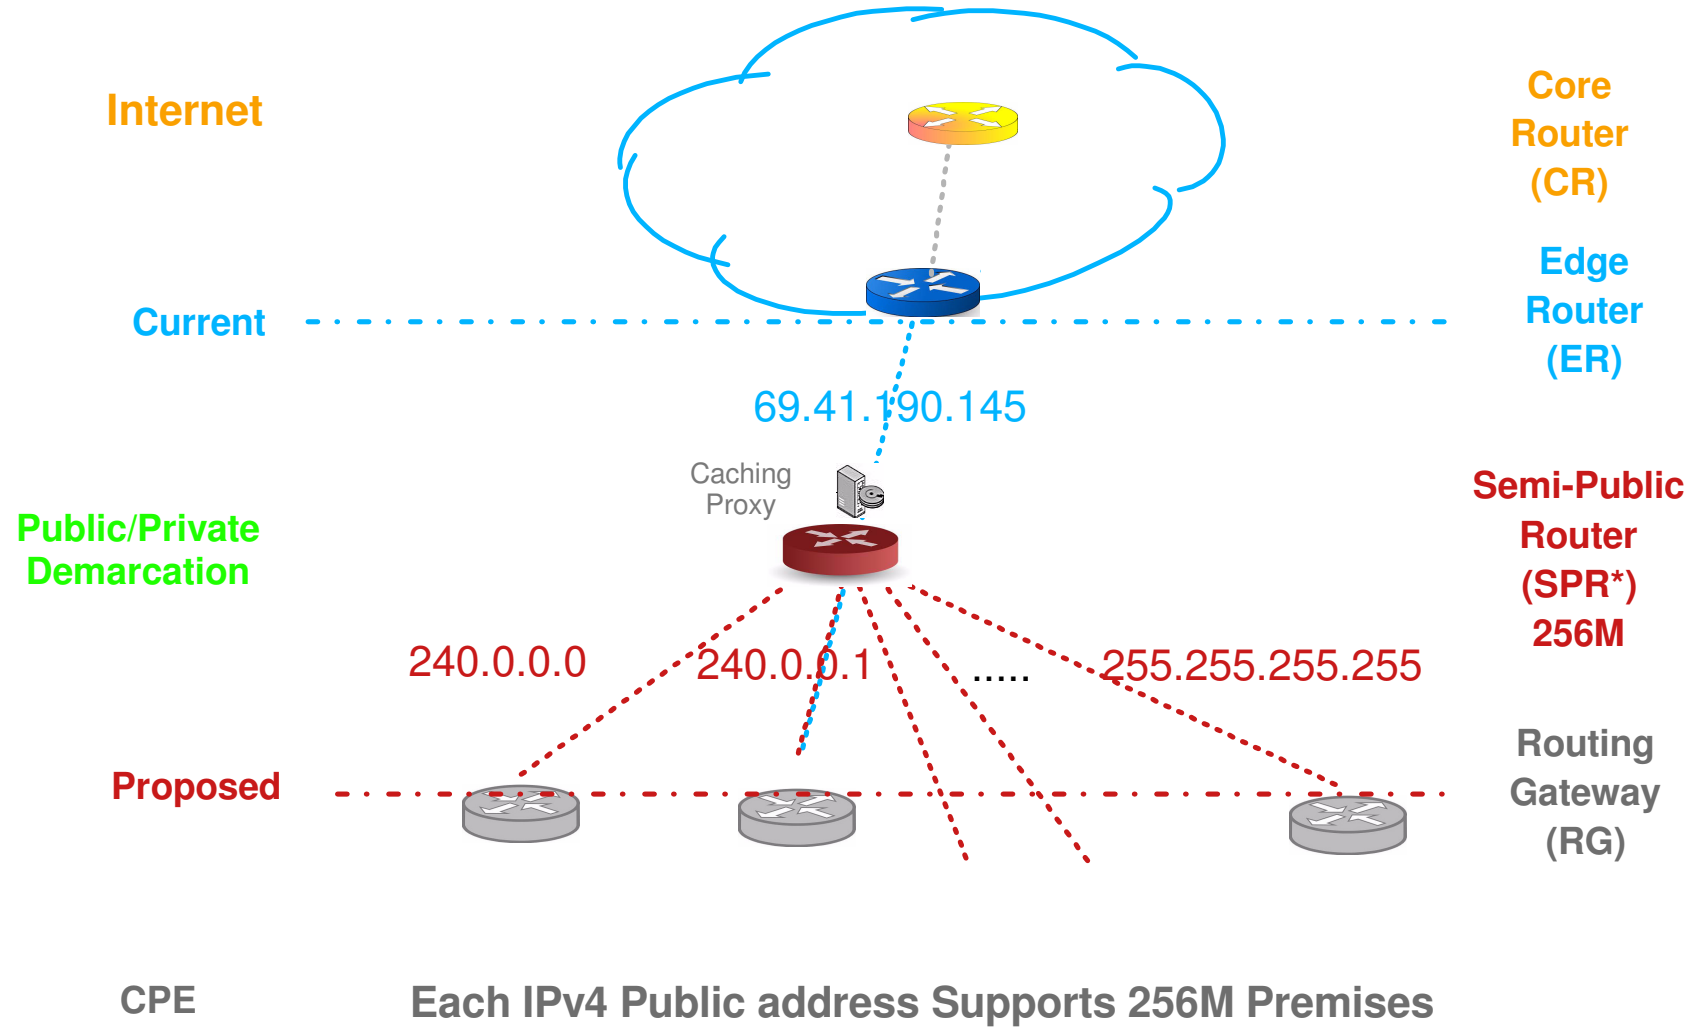 Internet
Core
Router
(CR)
Edge
Router
(ER)
Current
69.41.190.145
Caching
Proxy
Public/Private
Demarcation
Semi-Public
Router
(SPR*)
256M
240.0.0.0
240.0.0.1
.....
255.255.255.255
Proposed
Routing
Gateway
(RG)
CPE
Each IPv4 Public address Supports 256M Premises